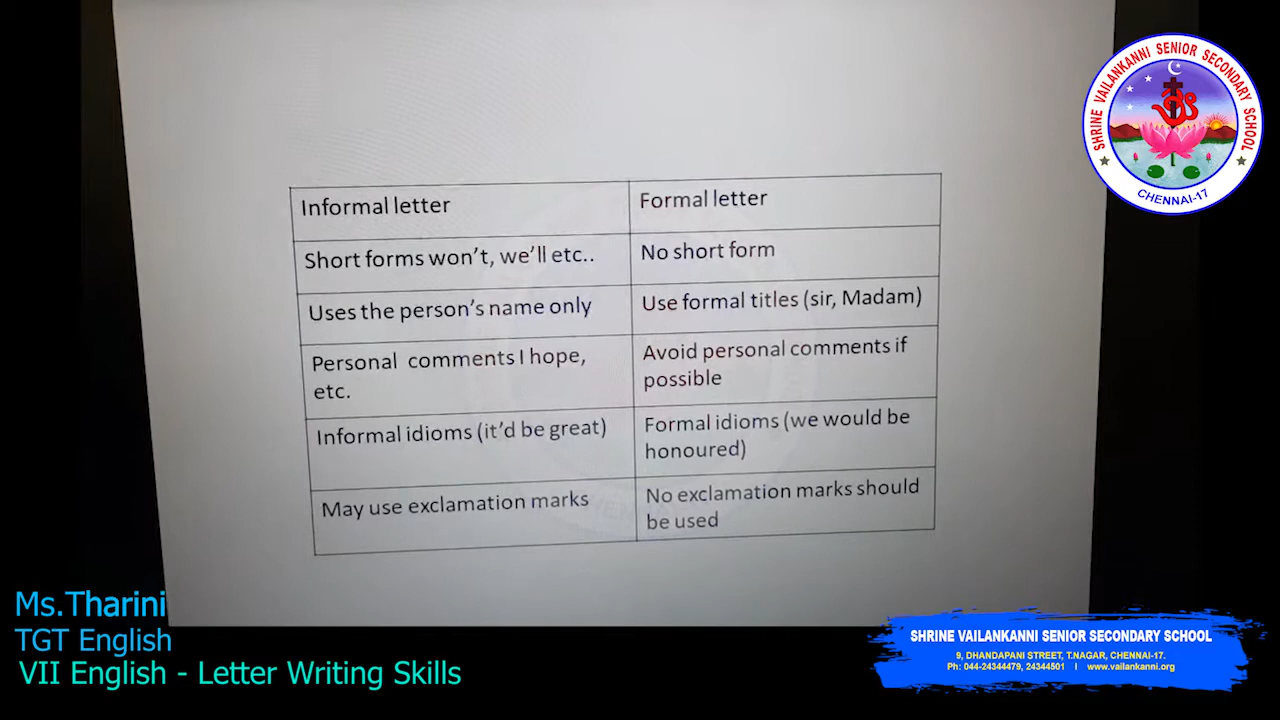 Informal letter
Formal letter
Short forms won't, we'll etc..
No short form
Uses the person's name only
Use formal titles (sir, Madam)
Personal comments I hope,
etc.
Avoid personal comments if
possible
Informal idioms (it'd be great)
Formal idioms (we would be
honoured)
May use exclamation marks
No exclamation marks should
be used
SHRINE VAILANKANNI SENIOR SECONDARY SCHOOL
CHENNAI-17
Ms.Tharini
TGT English
VII English - Letter Writing Skills
SHRINE VAILANKANNI SENIOR SECONDARY SCHOOL
9, DHANDAPANI STREET, T.NAGAR, CHENNAI-17.
Ph: 044-24344479, 24344501 I www.vailankanni.org